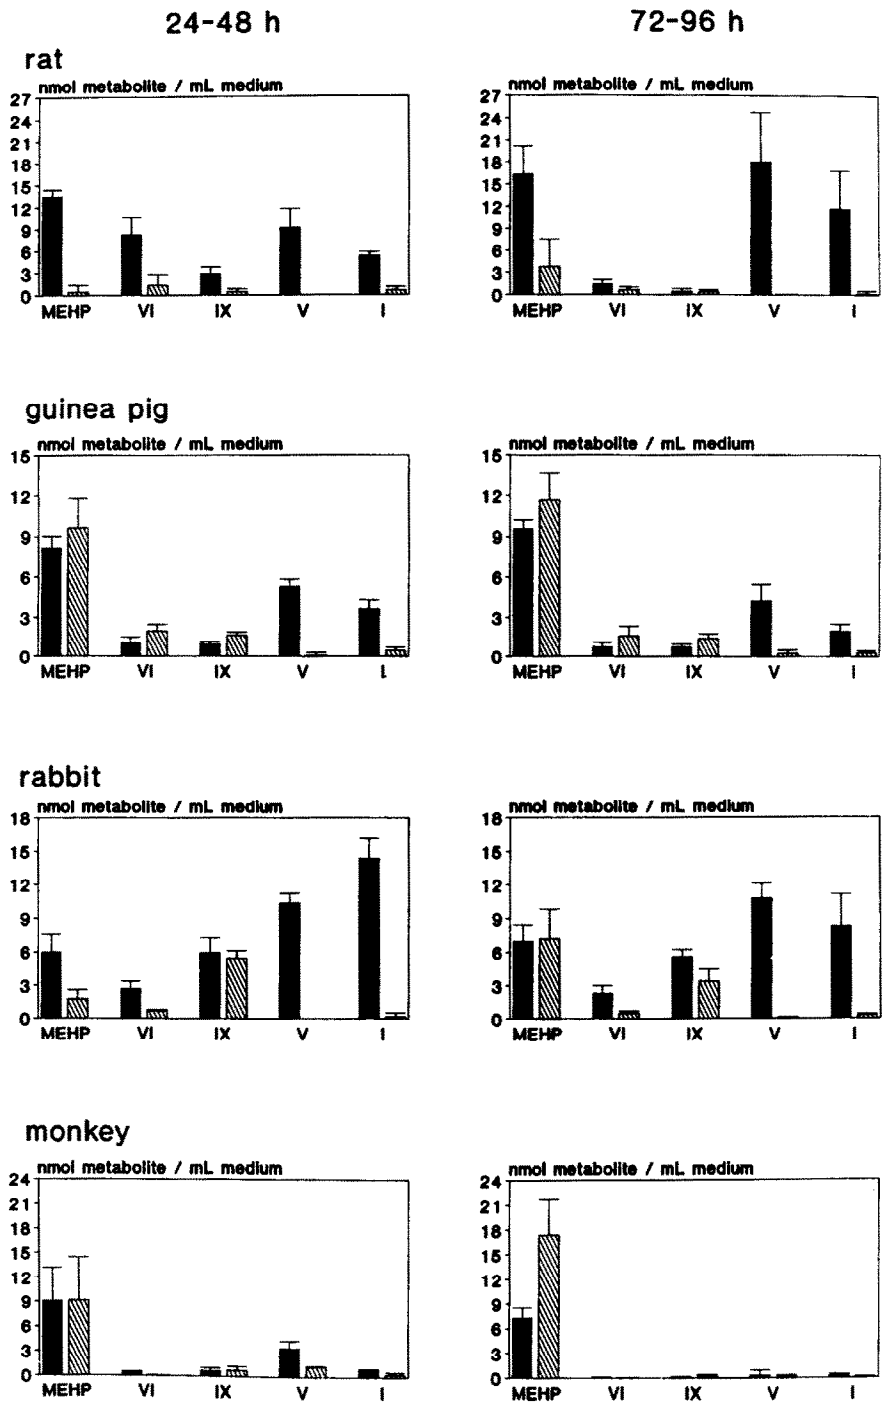 24-48 h 72-96 h
rat
nmol metabolite / mL medium nmol metabolite / mL medium
27 27
24 24
21 21
18 18
15 15
12 12
9 9
6 6
3 3
0 0
MEHP VI IX V I MEHP VI IX V I
guinea pig
nmol metabolite / mL medium nmol metabolite / mL medium
15 15
12 12
9 9
6 6
3 3
0 0
MEHP VI IX V I MEHP VI IX V I
rabbit
nmol metabolite / mL medium nmol metabolite / mL medium
18 18
15 15
12 12
9 9
6 6
3 3
0 0
MEHP VI IX V I MEHP VI IX V I
monkey
nmol metabolite / mL medium nmol metabolite / mL medium
24 24
21 21
18 18
15 15
12 12
9 9
6 6
3 3
0 0
MEHP VI IX V I MEHP VI IX V I